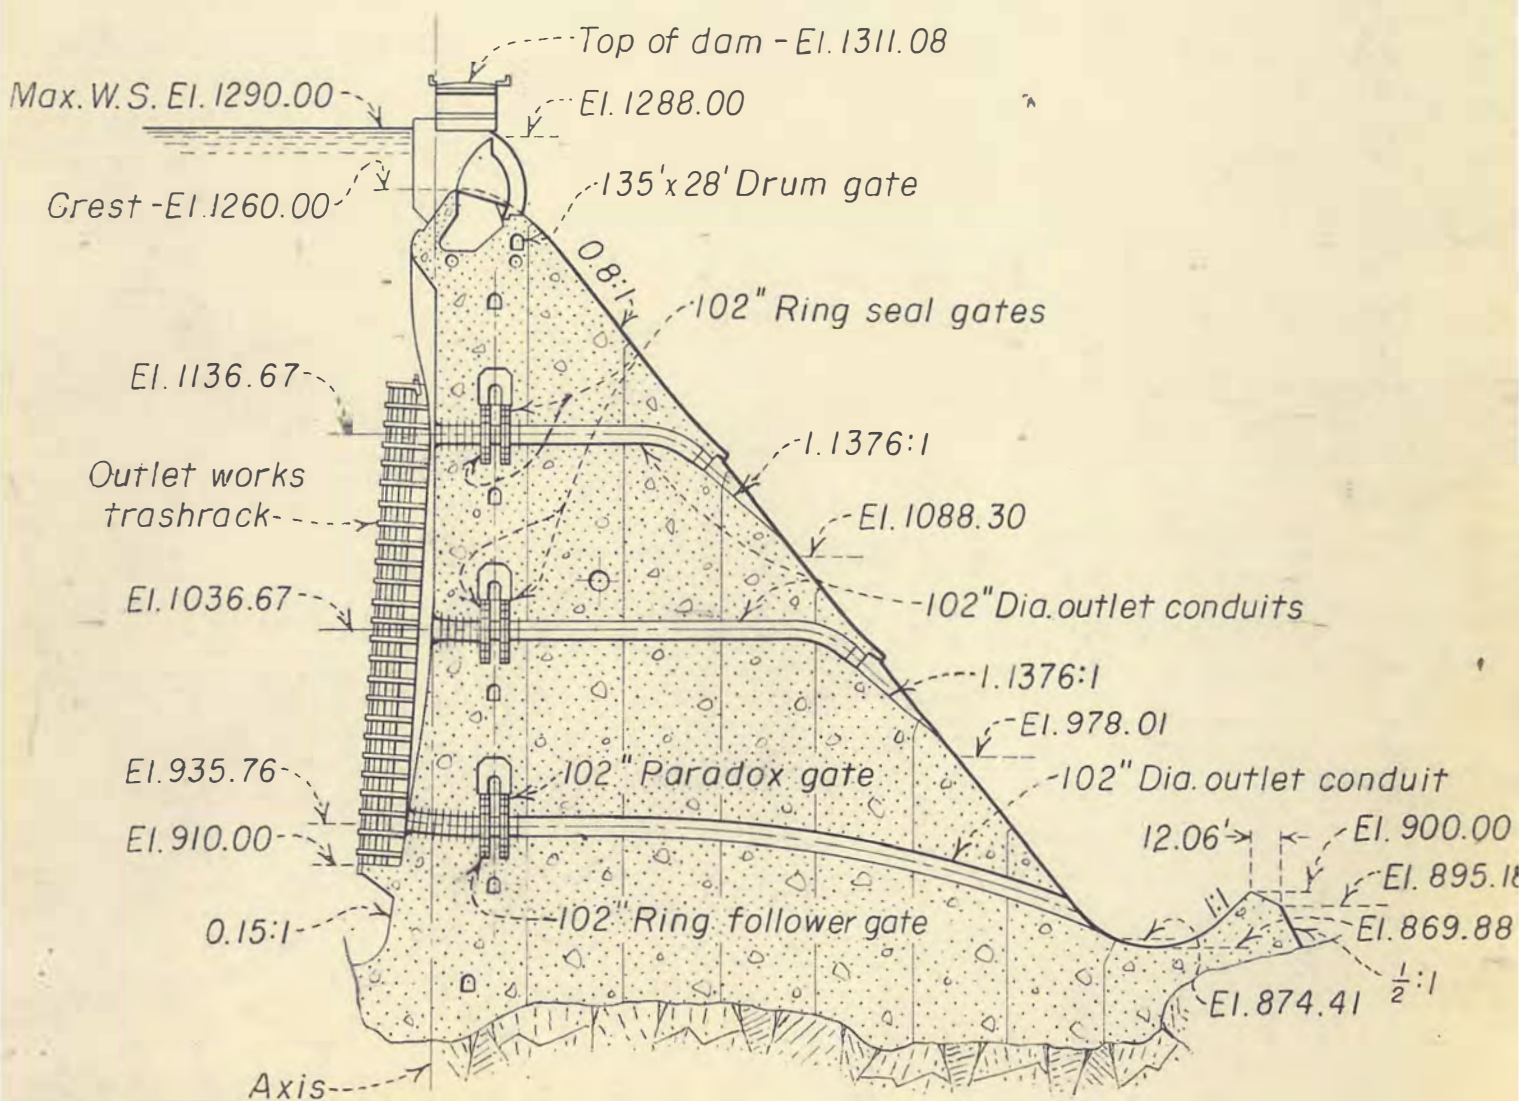 Top of dam - El. 1311.08
Max. W.S. El. 1290.00
El. 1288.00
135'x 28' Drum gate
Crest - El. 1260.00
0.8:1
102" Ring seal gates
El. 1136.67
1.1376:1
Outlet works
trashrack
El. 1088.30
El. 1036.67
102" Dia. outlet conduits
1.1376:1
El. 978.01
El. 935.76
102" Paradox gate
102" Dia. outlet conduit
El. 910.00
12.06'
El. 900.00
El. 895.18
1:1
0.15:1
102" Ring follower gate
El. 869.88
½:1
El. 874.41
Axis